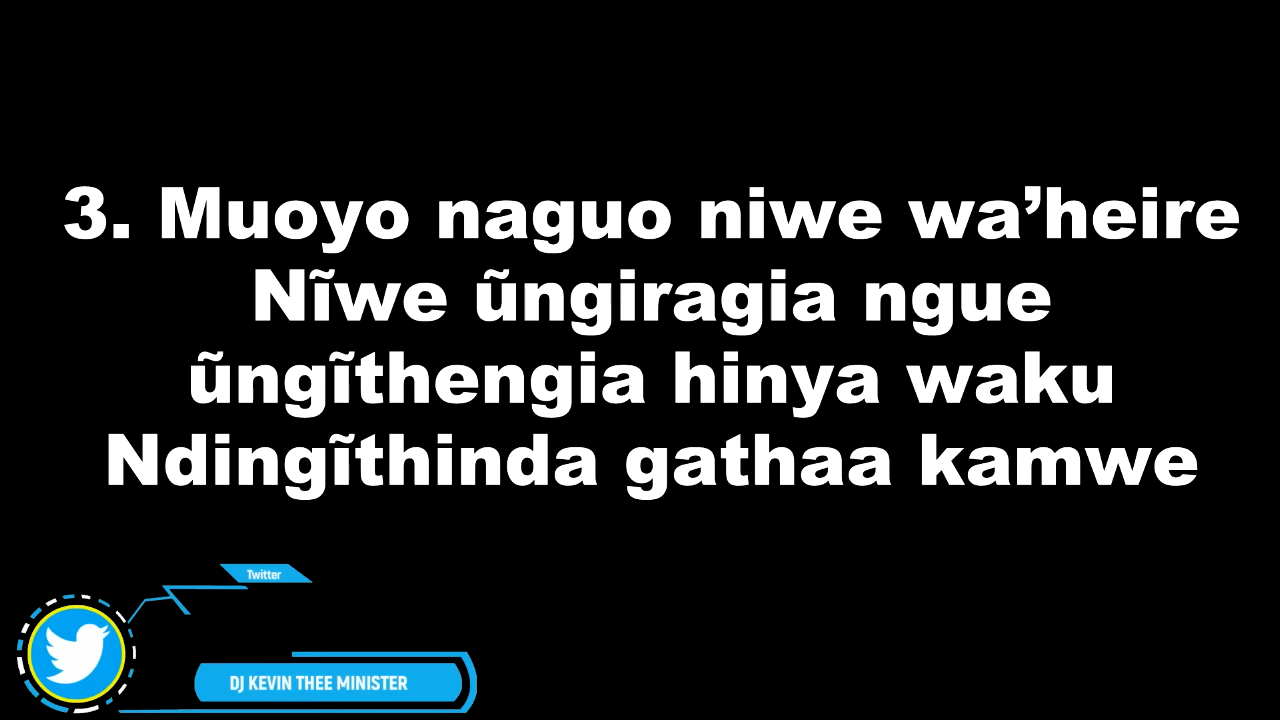 3. Muoyo naguo niwe wa’heire
Nĩwe ũngiragia ngue
ũngĩthengia hinya waku
Ndingĩthinda gathaa kamwe
Twitter
DJ KEVIN THEE MINISTER